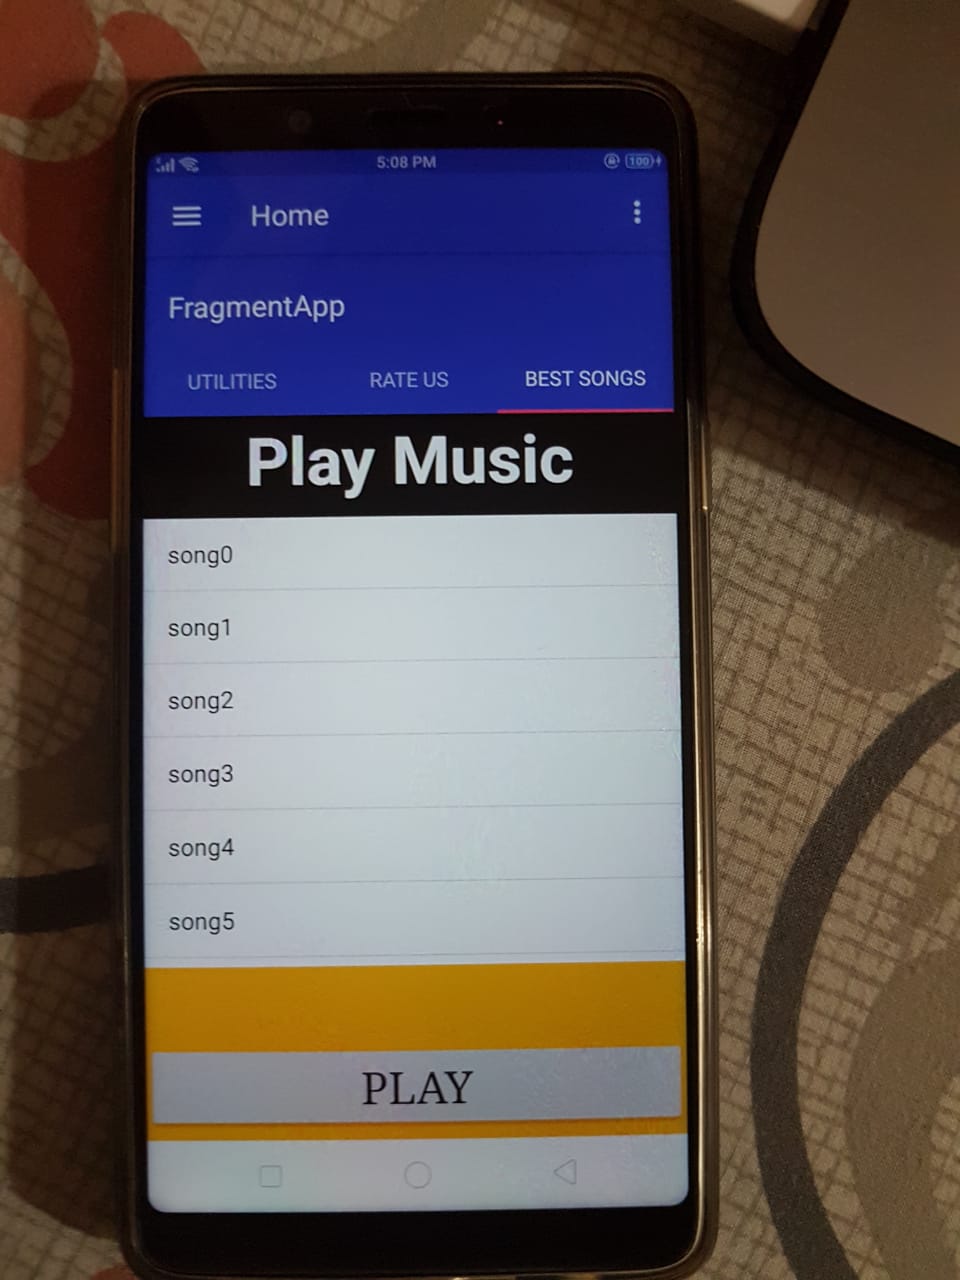 5:08 PM 100
Home
FragmentApp
UTILITIES RATE US BEST SONGS
Play Music
song0
song1
song2
song3
song4
song5
PLAY